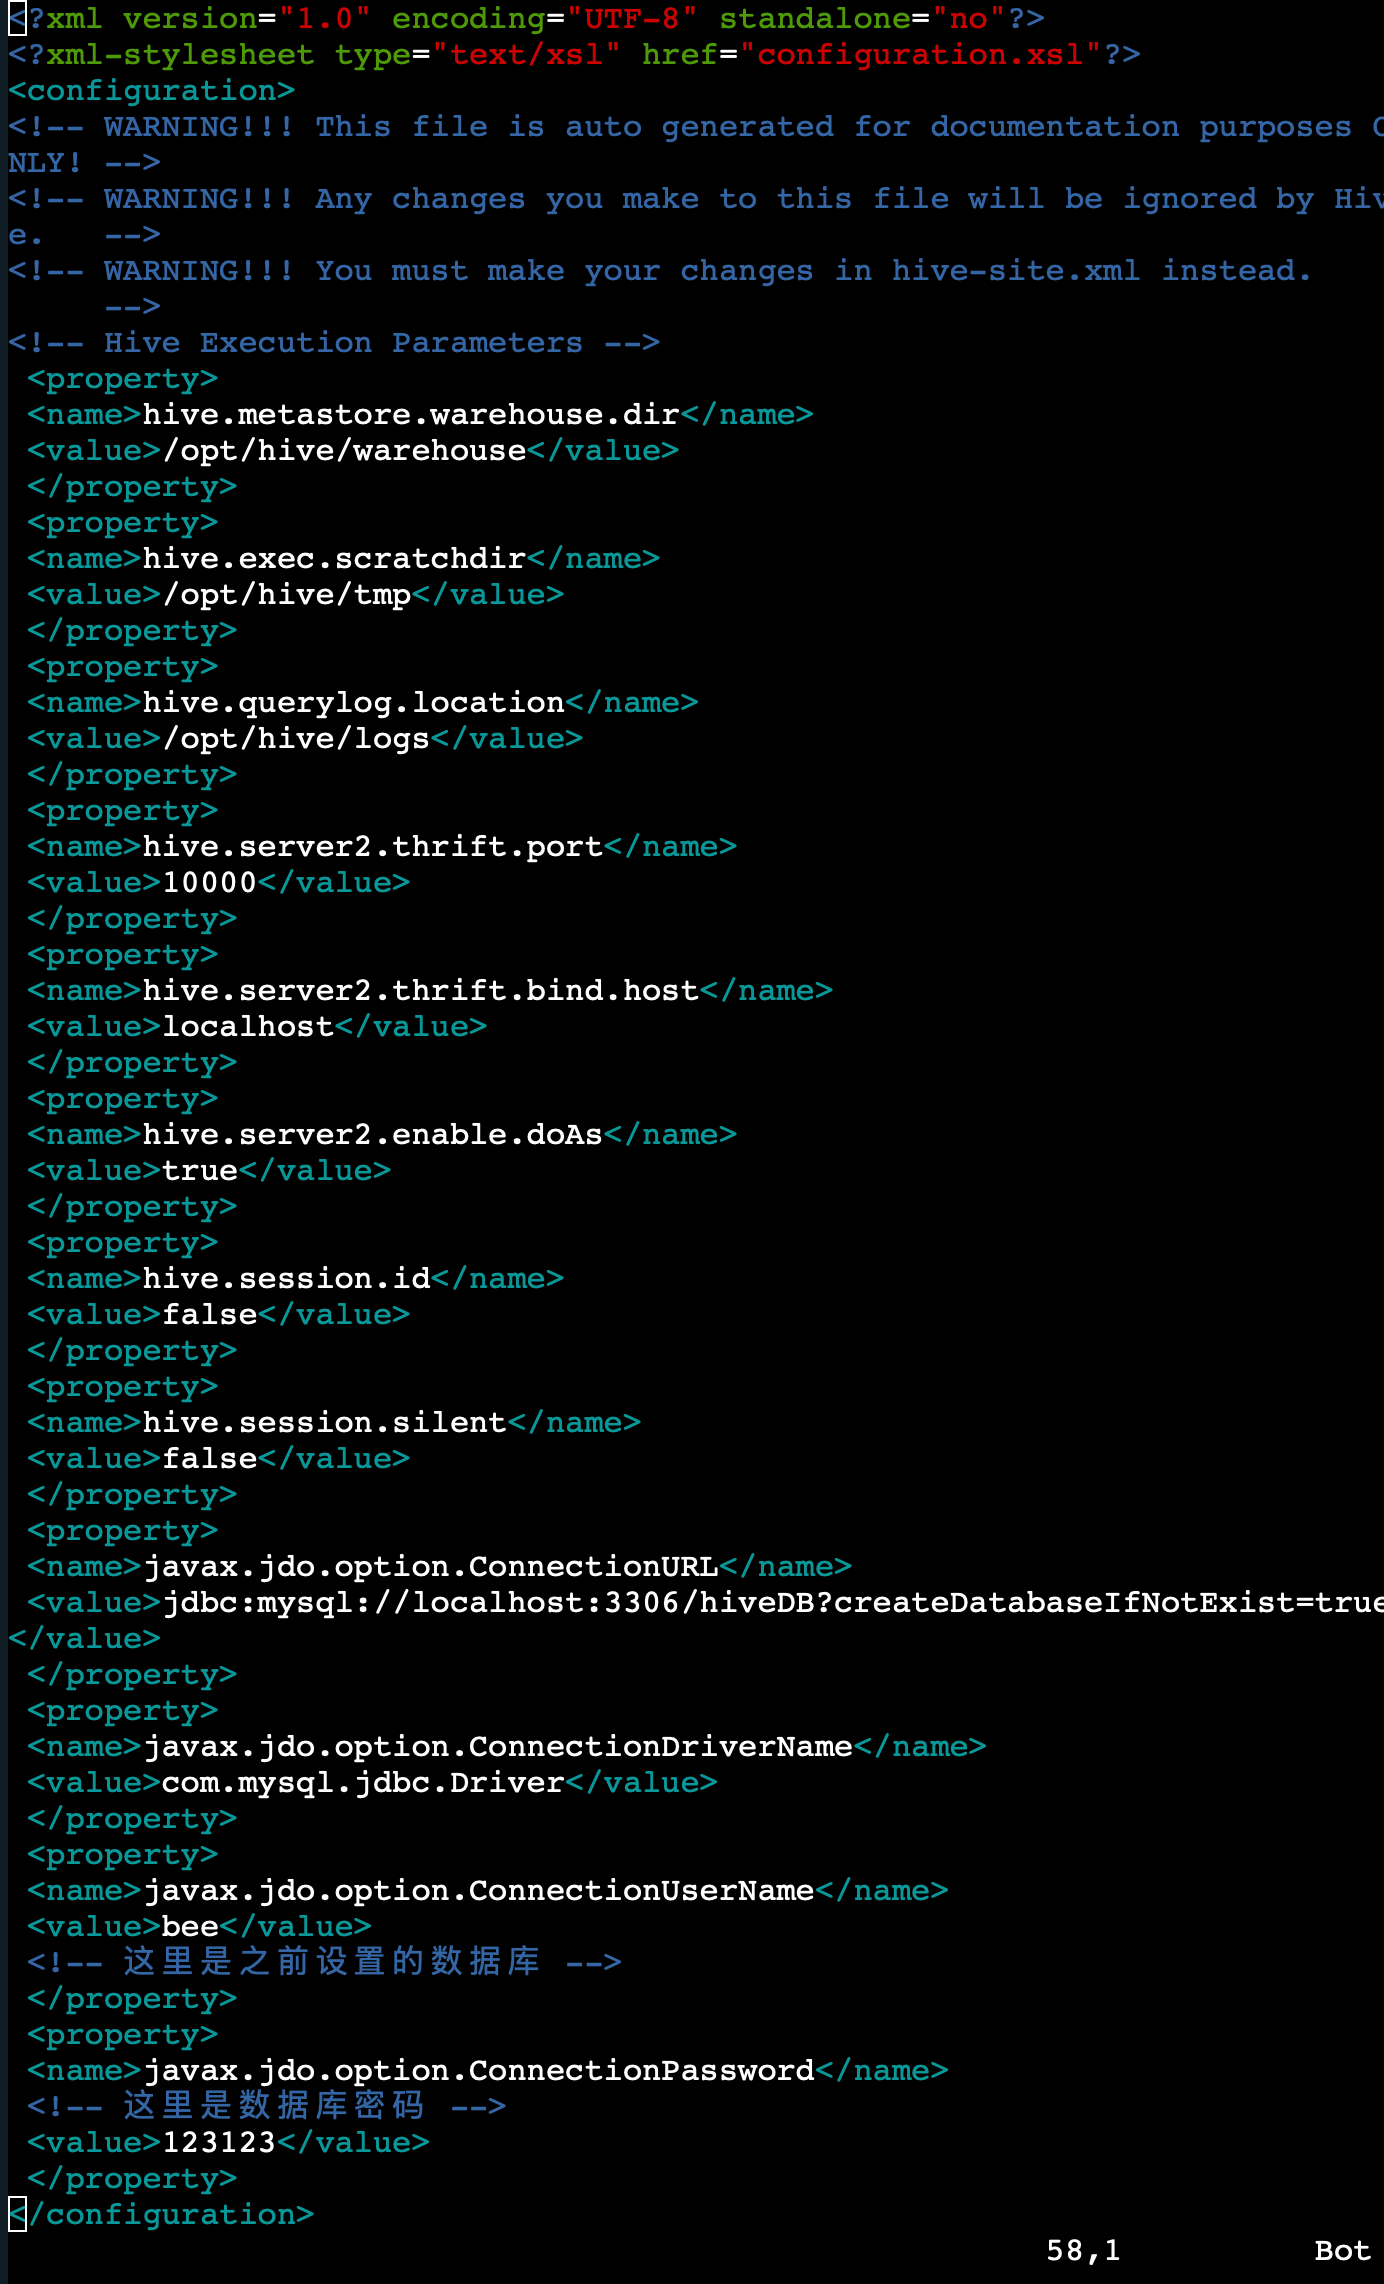 <?xml version="1.0" encoding="UTF-8" standalone="no"?>
<?xml-stylesheet type="text/xsl" href="configuration.xsl"?>
<configuration>
<!-- WARNING!!! This file is auto generated for documentation purposes O
NLY! -->
<!-- WARNING!!! Any changes you make to this file will be ignored by Hiv
e.   -->
<!-- WARNING!!! You must make your changes in hive-site.xml instead.
     -->
<!-- Hive Execution Parameters -->
 <property>
 <name>hive.metastore.warehouse.dir</name>
 <value>/opt/hive/warehouse</value>
 </property>
 <property>
 <name>hive.exec.scratchdir</name>
 <value>/opt/hive/tmp</value>
 </property>
 <property>
 <name>hive.querylog.location</name>
 <value>/opt/hive/logs</value>
 </property>
 <property>
 <name>hive.server2.thrift.port</name>
 <value>10000</value>
 </property>
 <property>
 <name>hive.server2.thrift.bind.host</name>
 <value>localhost</value>
 </property>
 <property>
 <name>hive.server2.enable.doAs</name>
 <value>true</value>
 </property>
 <property>
 <name>hive.session.id</name>
 <value>false</value>
 </property>
 <property>
 <name>hive.session.silent</name>
 <value>false</value>
 </property>
 <property>
 <name>javax.jdo.option.ConnectionURL</name>
 <value>jdbc:mysql://localhost:3306/hiveDB?createDatabaseIfNotExist=true
</value>
 </property>
 <property>
 <name>javax.jdo.option.ConnectionDriverName</name>
 <value>com.mysql.jdbc.Driver</value>
 </property>
 <property>
 <name>javax.jdo.option.ConnectionUserName</name>
 <value>bee</value>
 <!-- 这里是之前设置的数据库 -->
 </property>
 <property>
 <name>javax.jdo.option.ConnectionPassword</name>
 <!-- 这里是数据库密码 -->
 <value>123123</value>
 </property>
</configuration>
58,1 Bot